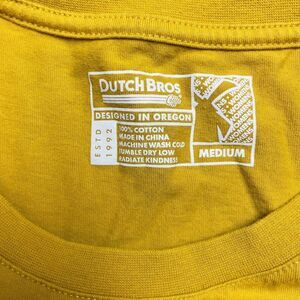 DUTCH BROS
DESIGNED IN OREGON
ESTD
1992
100% COTTON
MADE IN CHINA
MACHINE WASH COLD
TUMBLE DRY LOW
RADIATE KINDNESS!
WOMENS
MEDIUM